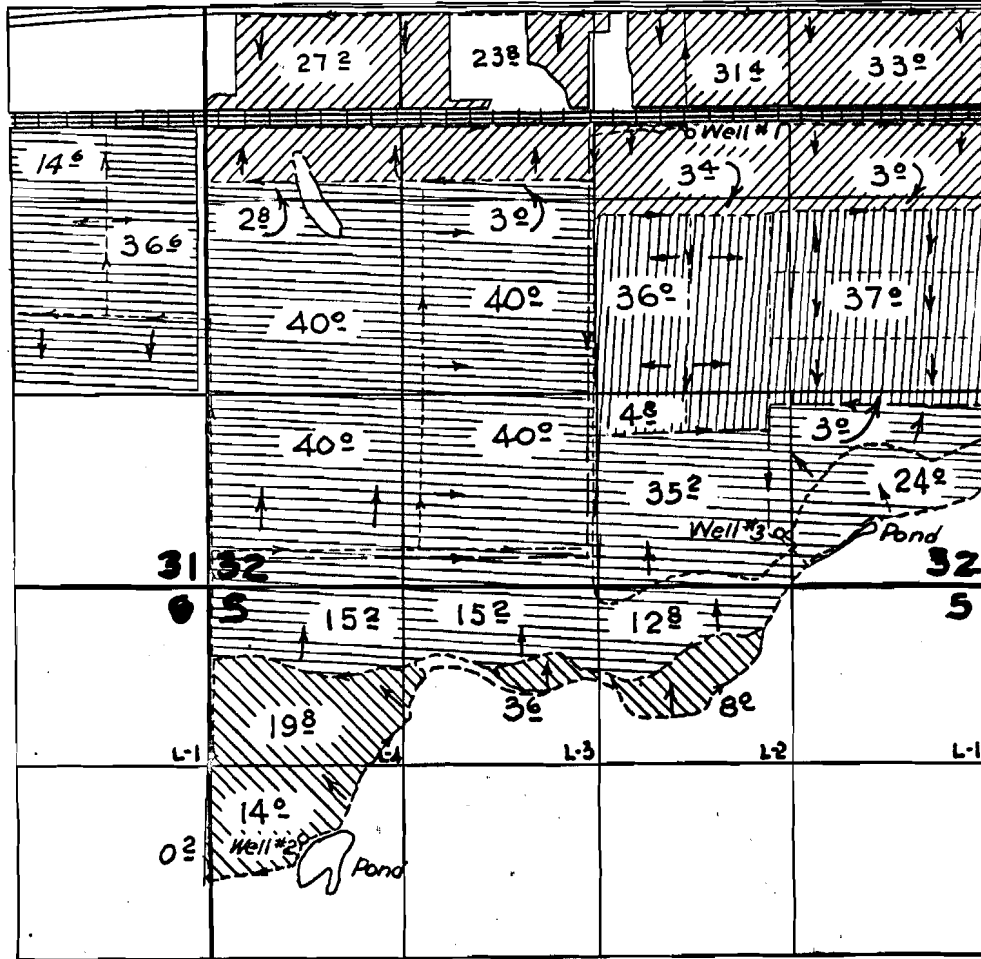 27 2 23 8 31 4 33 0
Well #1
14 6 3 4 3 0
2 8 3 0
36 6
40 0 40 0 36 0 37 0
4 8 3 0
40 0 40 0
35 2 24 0
Well #3 Pond
31 32 32
6 5 5
15 2 15 2 12 8
19 8 3 6
L-1 L-4 L-3 L-2 L-1
14 0
0 2 Well #2
Pond